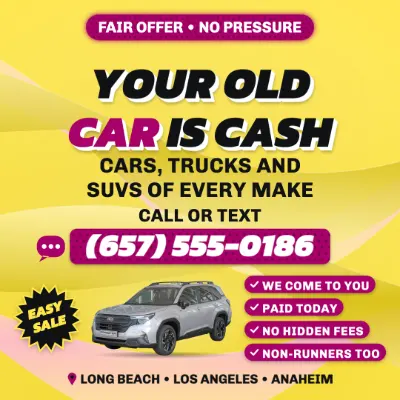 FAIR OFFER • NO PRESSURE
YOUR OLD
CAR IS CASH
CARS, TRUCKS AND
SUVS OF EVERY MAKE
CALL OR TEXT
(657) 555-0186
EASY
SALE
WE COME TO YOU
PAID TODAY
NO HIDDEN FEES
NON-RUNNERS TOO
LONG BEACH • LOS ANGELES • ANAHEIM